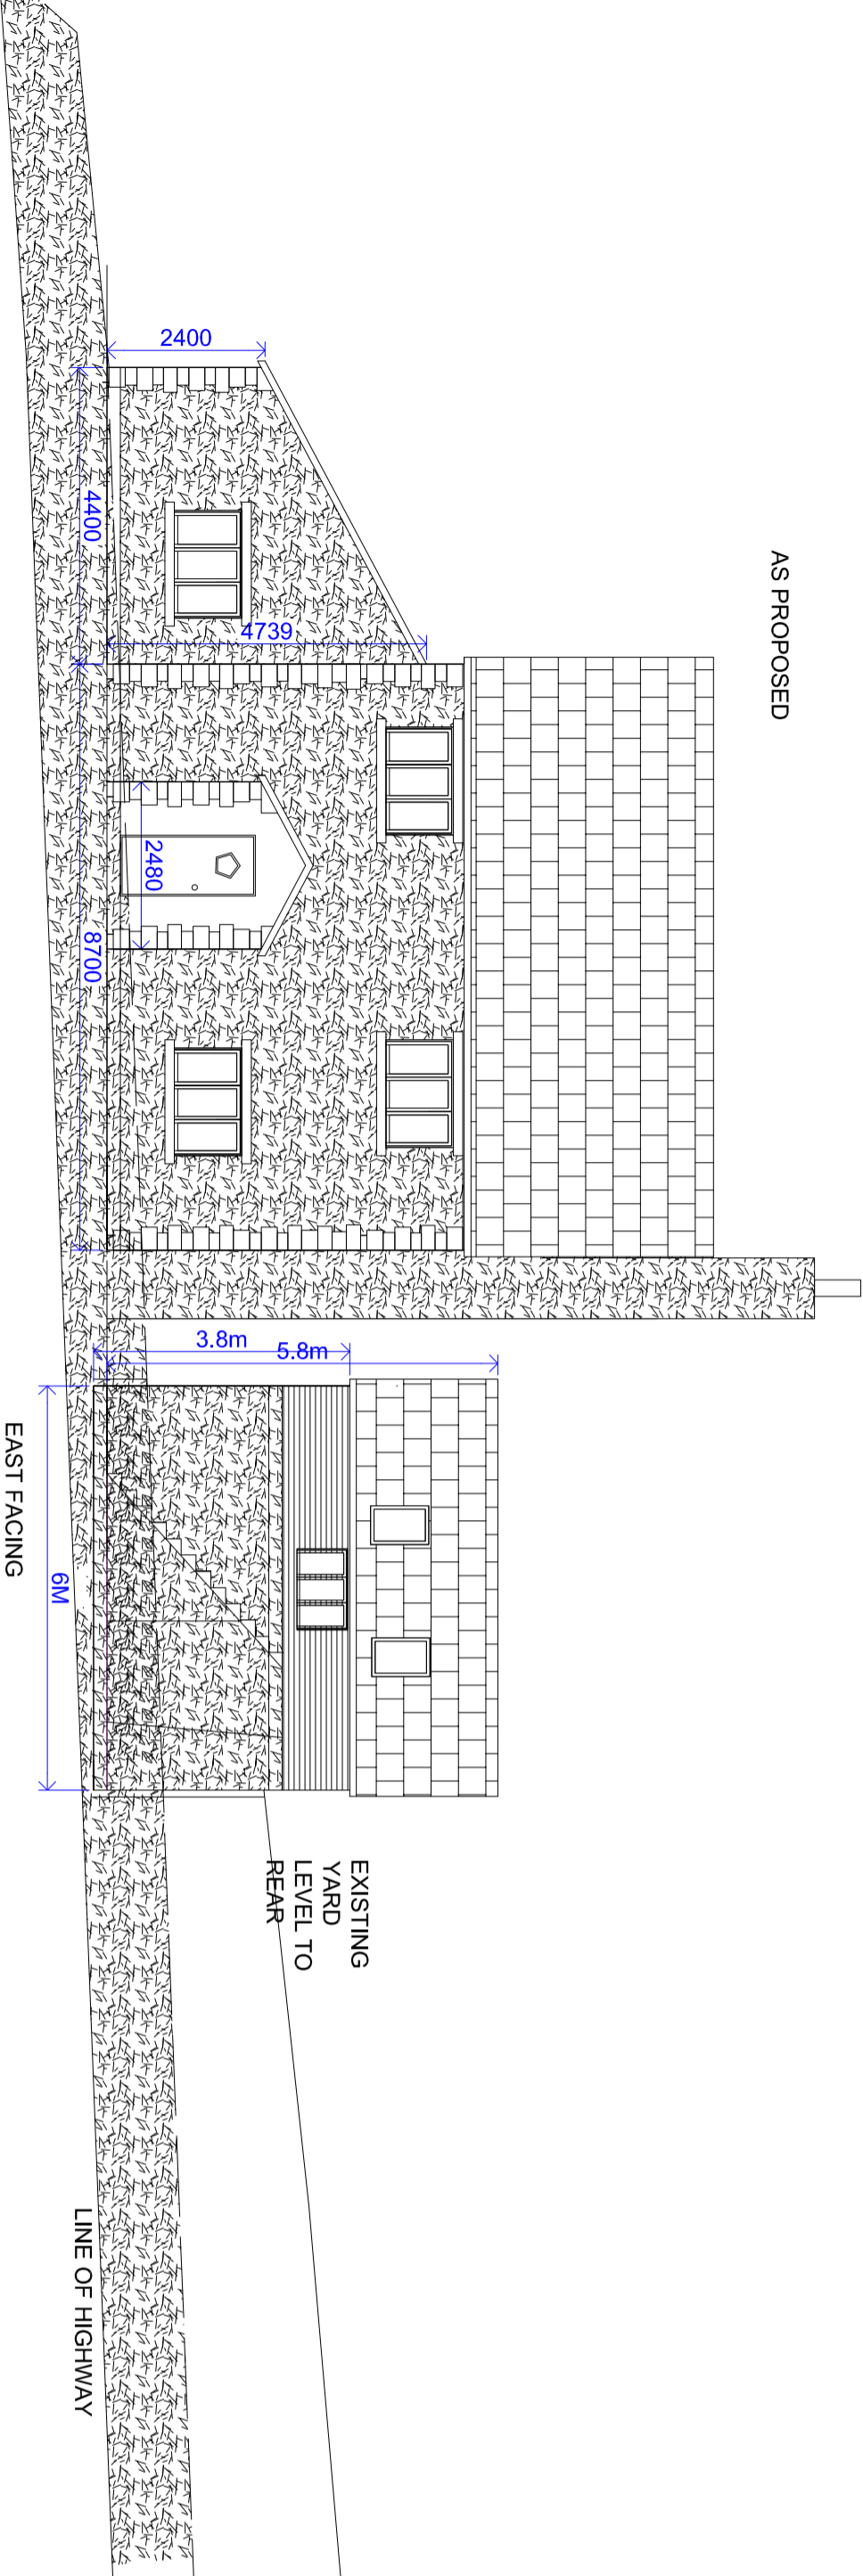 AS PROPOSED
2400
4400
4739
2480
8700
3.8m
5.8m
6M
EAST FACING
EXISTING
YARD
LEVEL TO
REAR
LINE OF HIGHWAY